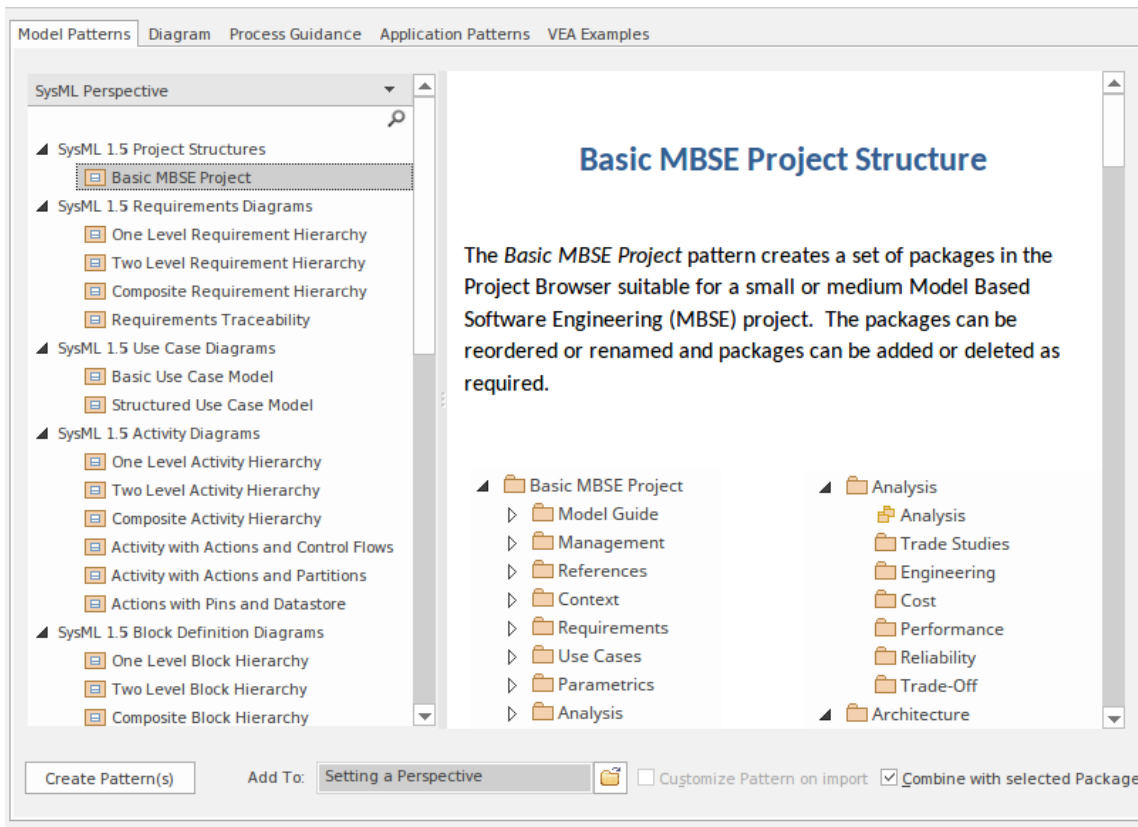 Model Patterns Diagram Process Guidance Application Patterns VEA Examples
SysML Perspective
SysML 1.5 Project Structures
Basic MBSE Project
SysML 1.5 Requirements Diagrams
One Level Requirement Hierarchy
Two Level Requirement Hierarchy
Composite Requirement Hierarchy
Requirements Traceability
SysML 1.5 Use Case Diagrams
Basic Use Case Model
Structured Use Case Model
SysML 1.5 Activity Diagrams
One Level Activity Hierarchy
Two Level Activity Hierarchy
Composite Activity Hierarchy
Activity with Actions and Control Flows
Activity with Actions and Partitions
Actions with Pins and Datastore
SysML 1.5 Block Definition Diagrams
One Level Block Hierarchy
Two Level Block Hierarchy
Composite Block Hierarchy
Basic MBSE Project Structure
The Basic MBSE Project pattern creates a set of packages in the
Project Browser suitable for a small or medium Model Based
Software Engineering (MBSE) project. The packages can be
reordered or renamed and packages can be added or deleted as
required.
Basic MBSE Project
Model Guide
Management
References
Context
Requirements
Use Cases
Parametrics
Analysis
Analysis
Analysis
Trade Studies
Engineering
Cost
Performance
Reliability
Trade-Off
Architecture
Create Pattern(s) Add To: Setting a Perspective Customize Pattern on import Combine with selected Package